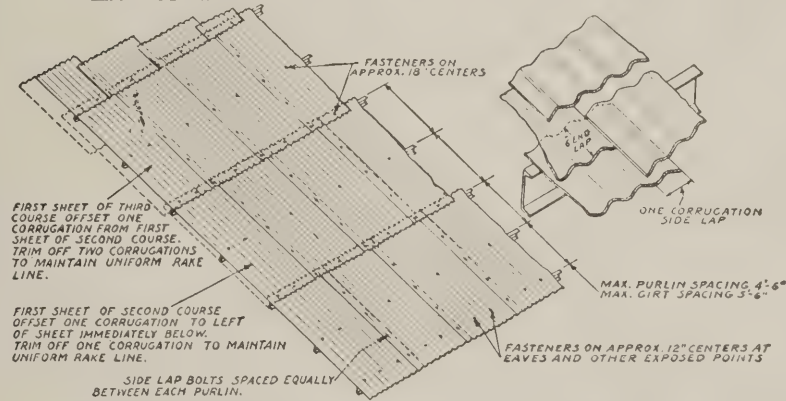 FASTENERS ON
APPROX. 18" CENTERS
6" END
LAP
ONE CORRUGATION
SIDE LAP
FIRST SHEET OF THIRD
COURSE OFFSET ONE
CORRUGATION FROM FIRST
SHEET OF SECOND COURSE.
TRIM OFF TWO CORRUGATIONS
TO MAINTAIN UNIFORM RAKE
LINE.
MAX. PURLIN SPACING 4'-6"
MAX. GIRT SPACING 5'-6"
FIRST SHEET OF SECOND COURSE
OFFSET ONE CORRUGATION TO LEFT
OF SHEET IMMEDIATELY BELOW.
TRIM OFF ONE CORRUGATION TO MAINTAIN
UNIFORM RAKE LINE.
FASTENERS ON APPROX. 12" CENTERS AT
EAVES AND OTHER EXPOSED POINTS
SIDE LAP BOLTS SPACED EQUALLY
BETWEEN EACH PURLIN.